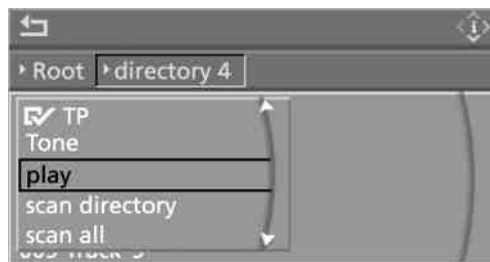 Root directory 4
TP
Tone
play
scan directory
scan all